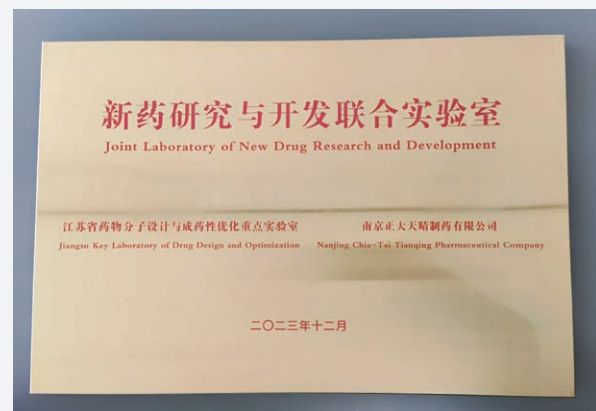 新药研究与开发联合实验室
Joint Laboratory of New Drug Research and Development
江苏省药物分子设计与成药性优化重点实验室
Jiangsu Key Laboratory of Drug Design and Optimization
南京正大天晴制药有限公司
Nanjing Chia-Tai Tianqing Pharmaceutical Company
二〇二三年十二月